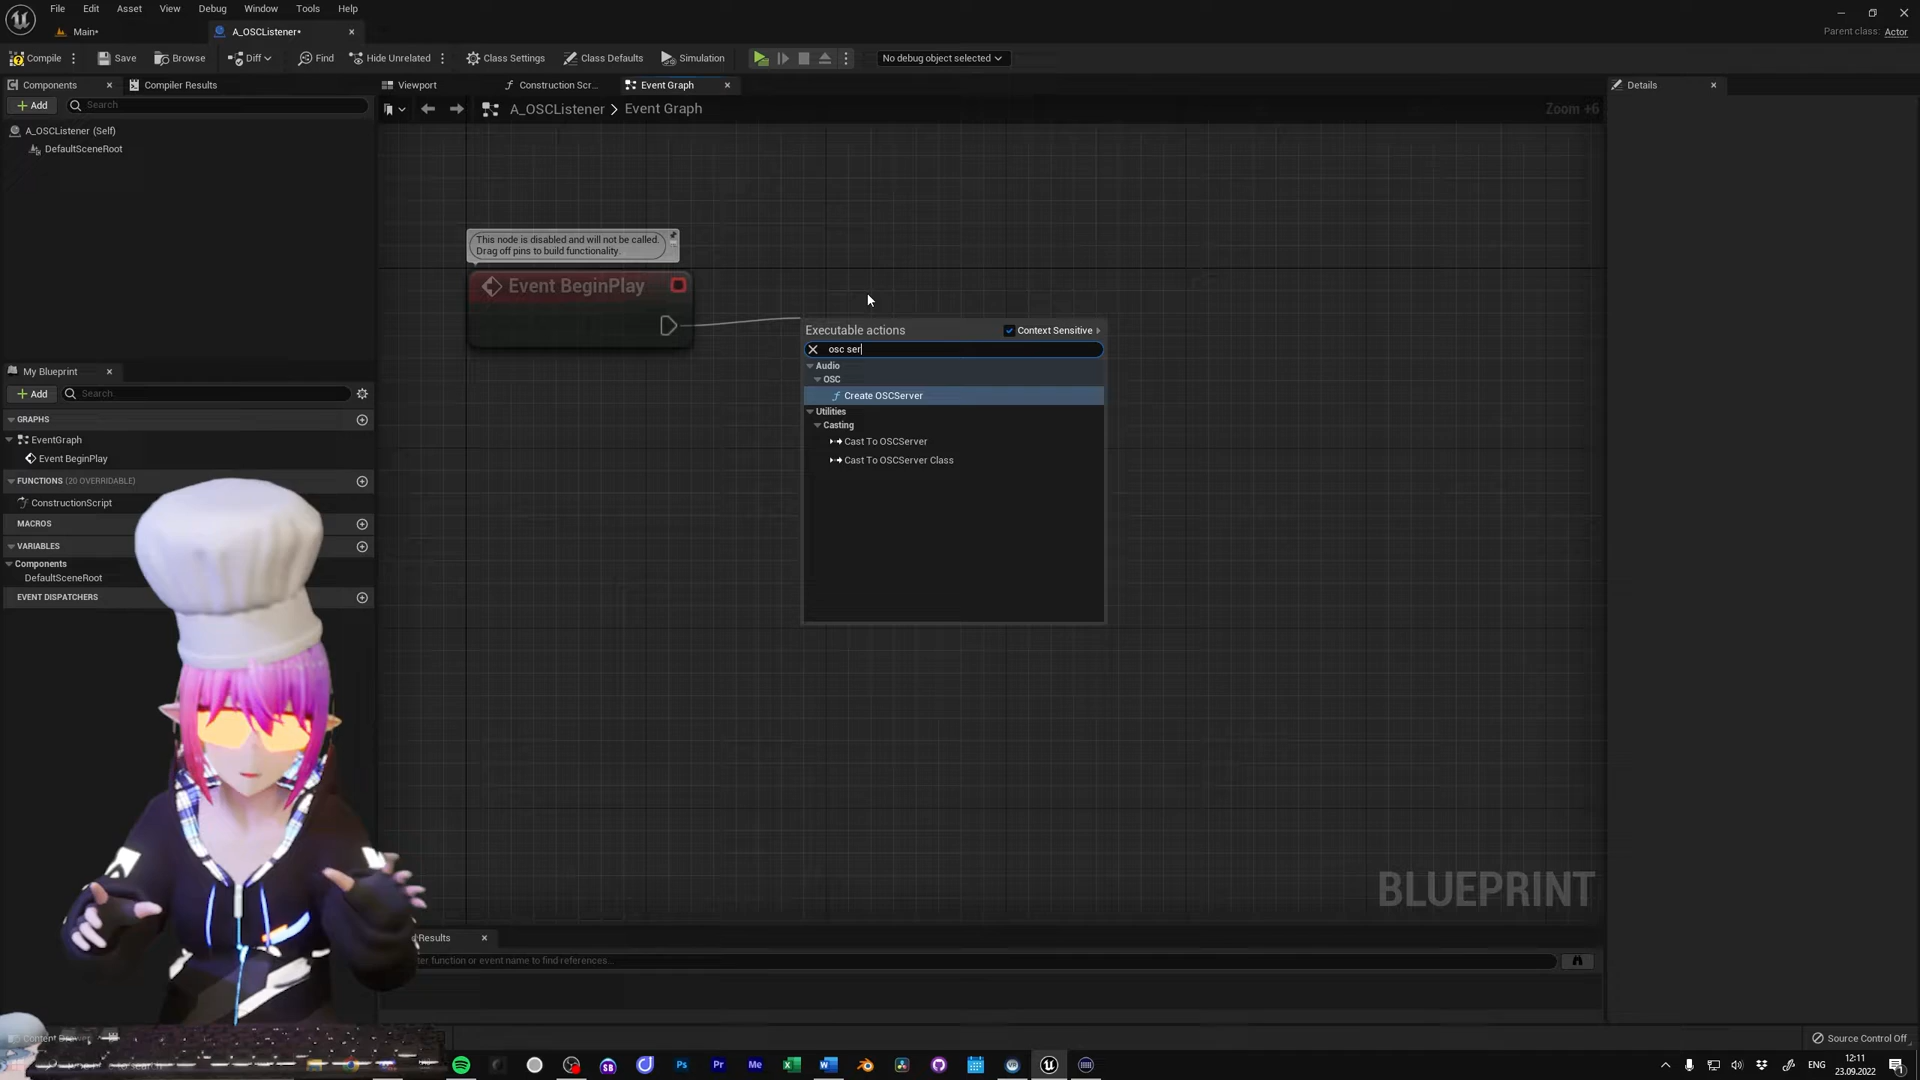 File Edit Asset View Debug Window Tools Help
Main•
A_OSCListener•
Parent class: Actor
Compile Save Browse Diff Find Hide Unrelated Class Settings Class Defaults Simulation No debug object selected
Components Compiler Results Viewport Construction Scr... Event Graph Details
Add Search
A_OSCListener > Event Graph
Zoom +6
A_OSCListener (Self)
DefaultSceneRoot
This node is disabled and will not be called.
Drag off pins to build functionality.
Event BeginPlay
Executable actions Context Sensitive
osc ser
Audio
OSC
Create OSCServer
Utilities
Casting
Cast To OSCServer
Cast To OSCServer Class
My Blueprint
Add Search
GRAPHS
EventGraph
Event BeginPlay
FUNCTIONS (20 OVERRIDABLE)
ConstructionScript
MACROS
VARIABLES
Components
DefaultSceneRoot
EVENT DISPATCHERS
BLUEPRINT
Results
function or event name to find references...
Source Control Off
Ps Pr Me
ENG
12:11
23.09.2022